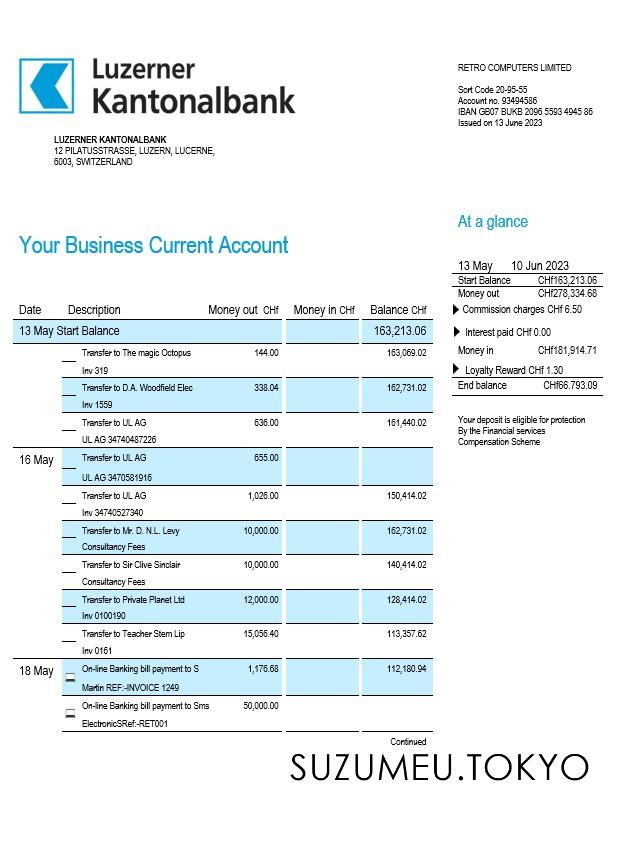 Luzerner
Kantonalbank
RETRO COMPUTERS LIMITED
Sort Code 20-95-55
Account no. 93494586
IBAN GB07 BUKB 2096 5593 4945 86
Issued on 13 June 2023
LUZERNER KANTONALBANK
12 PILATUSSTRASSE, LUZERN, LUCERNE,
6003, SWITZERLAND
Your Business Current Account
At a glance
13 May 10 Jun 2023
Start Balance CHf163,213.06
Money out CHf278,334.68
Commission charges CHf 6.50
Interest paid CHf 0.00
Money in CHf181,914.71
Loyalty Reward CHf 1.30
End balance CHf66.793.09
Your deposit is eligible for protection
By the Financial services
Compensation Scheme
Date Description Money out CHf Money in CHf Balance CHf
13 May Start Balance 163,213.06
Transfer to The magic Octopus 144.00 163,069.02
Inv 319
Transfer to D.A. Woodfield Elec 338.04 162,731.02
Inv 1559
Transfer to UL AG 636.00 161,440.02
UL AG 34740487226
16 May Transfer to UL AG 655.00
UL AG 3470581916
Transfer to UL AG 1,026.00 150,414.02
Inv 34740527340
Transfer to Mr. D. N.L. Levy 10,000.00 162,731.02
Consultancy Fees
Transfer to Sir Clive Sinclair 10,000.00 140,414.02
Consultancy Fees
Transfer to Private Planet Ltd 12,000.00 128,414.02
Inv 0100190
Transfer to Teacher Stem Lip 15,056.40 113,357.62
Inv 0161
18 May On-line Banking bill payment to S 1,176.68 112,180.94
Martin REF:-INVOICE 1249
On-line Banking bill payment to Sms 50,000.00
ElectronicSRef:-RET001
Continued
SUZUMEU.TOKYO